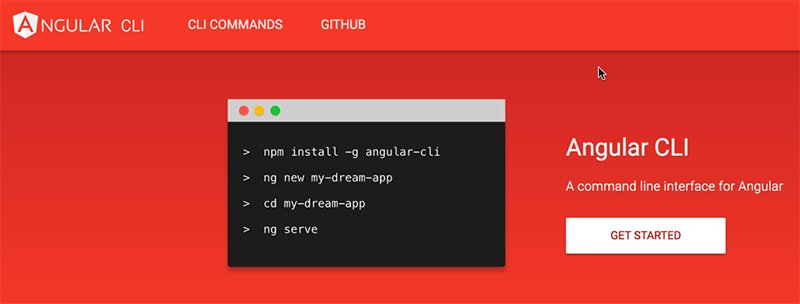 ANGULAR CLI
CLI COMMANDS
GITHUB
> npm install -g angular-cli
> ng new my-dream-app
> cd my-dream-app
> ng serve
Angular CLI
A command line interface for Angular
GET STARTED